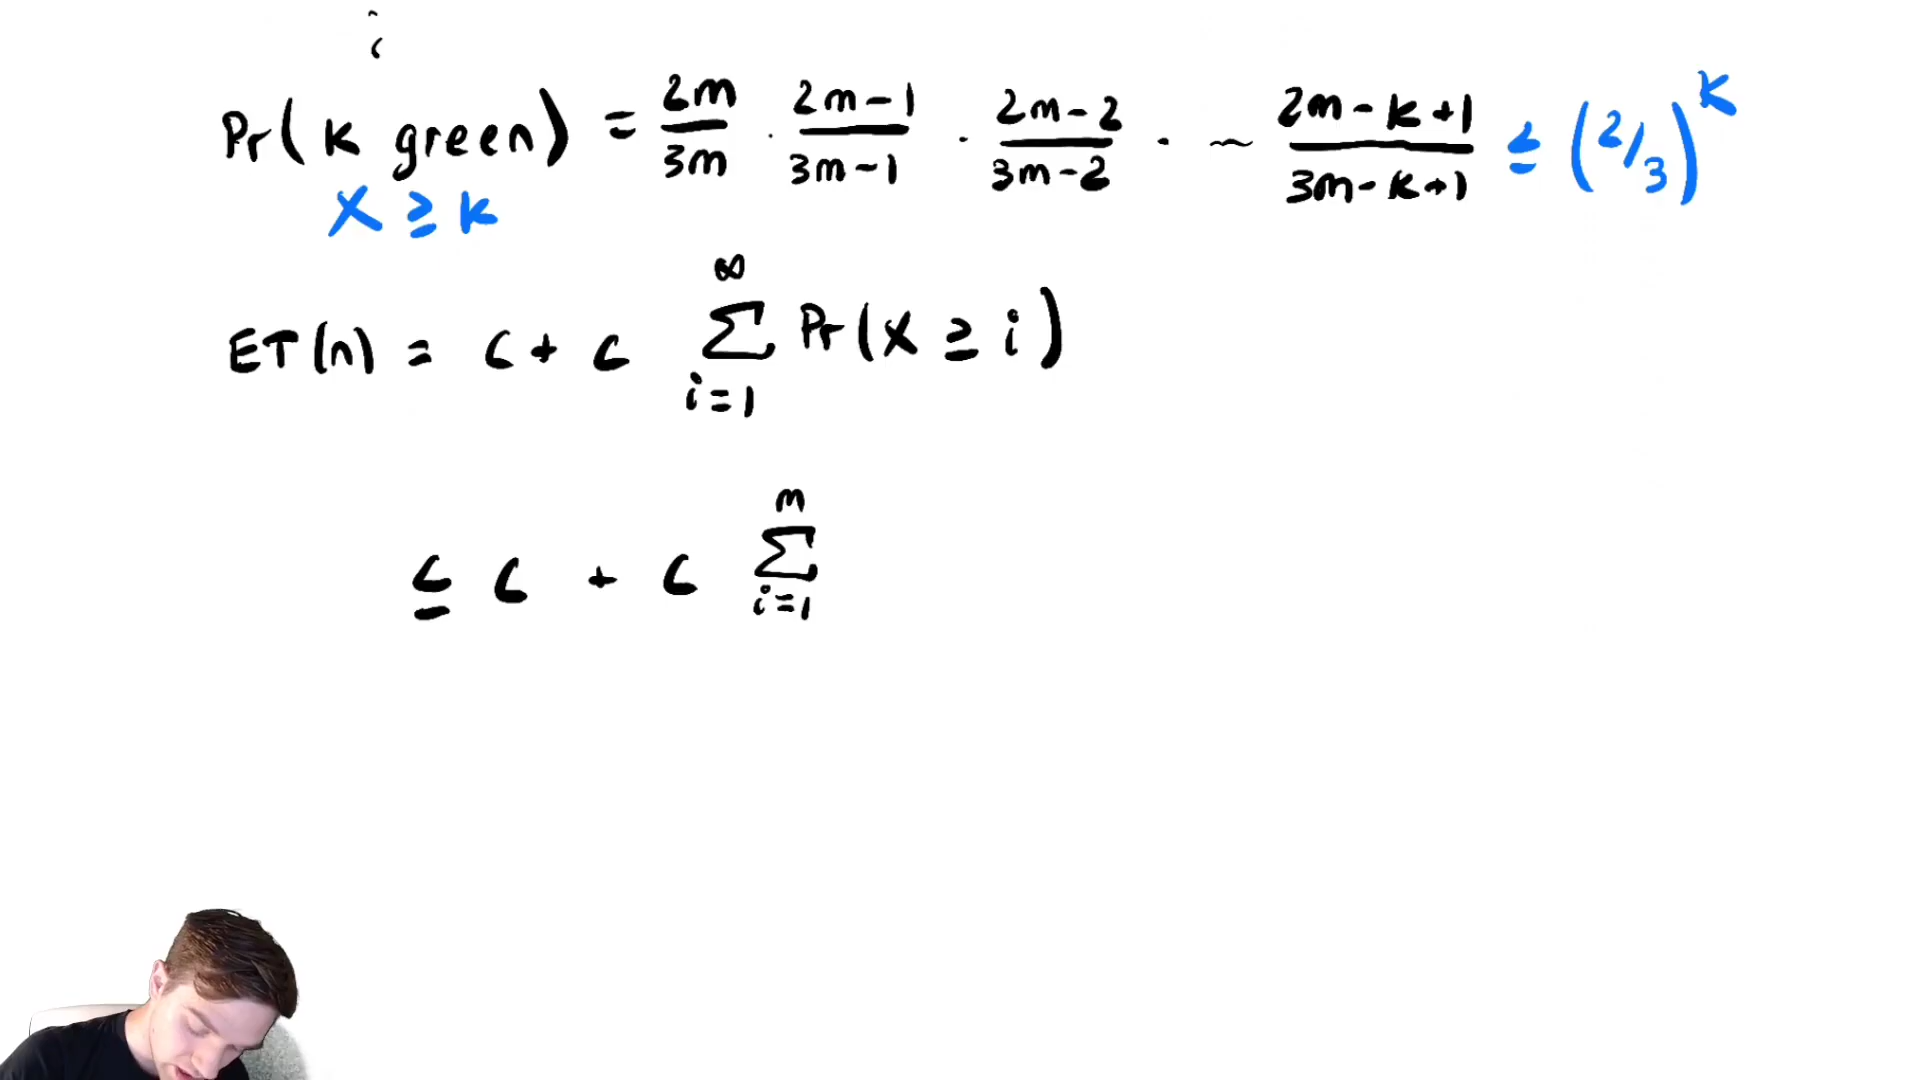 i
Pr(k green) = 2m/3m · (2m-1)/(3m-1) · (2m-2)/(3m-2) · ~ (2m-k+1)/(3m-k+1) ≤ (2/3)^k
X ≥ k
ET(n) = c + c ∑_{i=1}^{∞} Pr(X ≥ i)
≤ c + c ∑_{i=1}^{m}